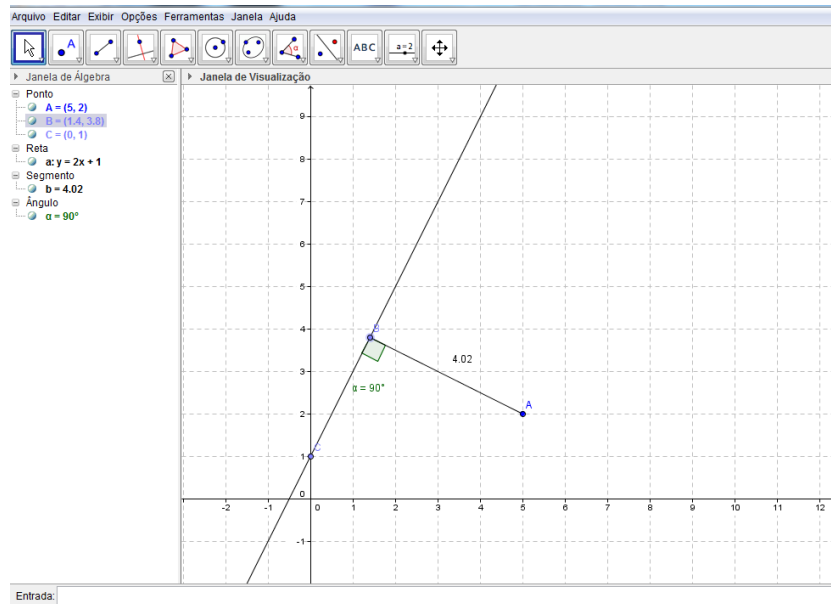 Arquivo Editar Exibir Opções Ferramentas Janela Ajuda
A α ABC a=2
Janela de Álgebra
Ponto
A = (5, 2)
B = (1.4, 3.8)
C = (0, 1)
Reta
a: y = 2x + 1
Segmento
b = 4.02
Ângulo
α = 90°
Janela de Visualização
9
8
7
6
5
4
3
2
1
0
-1
B
4.02
α = 90°
A
C
-2 -1 0 1 2 3 4 5 6 7 8 9 10 11 12
Entrada: